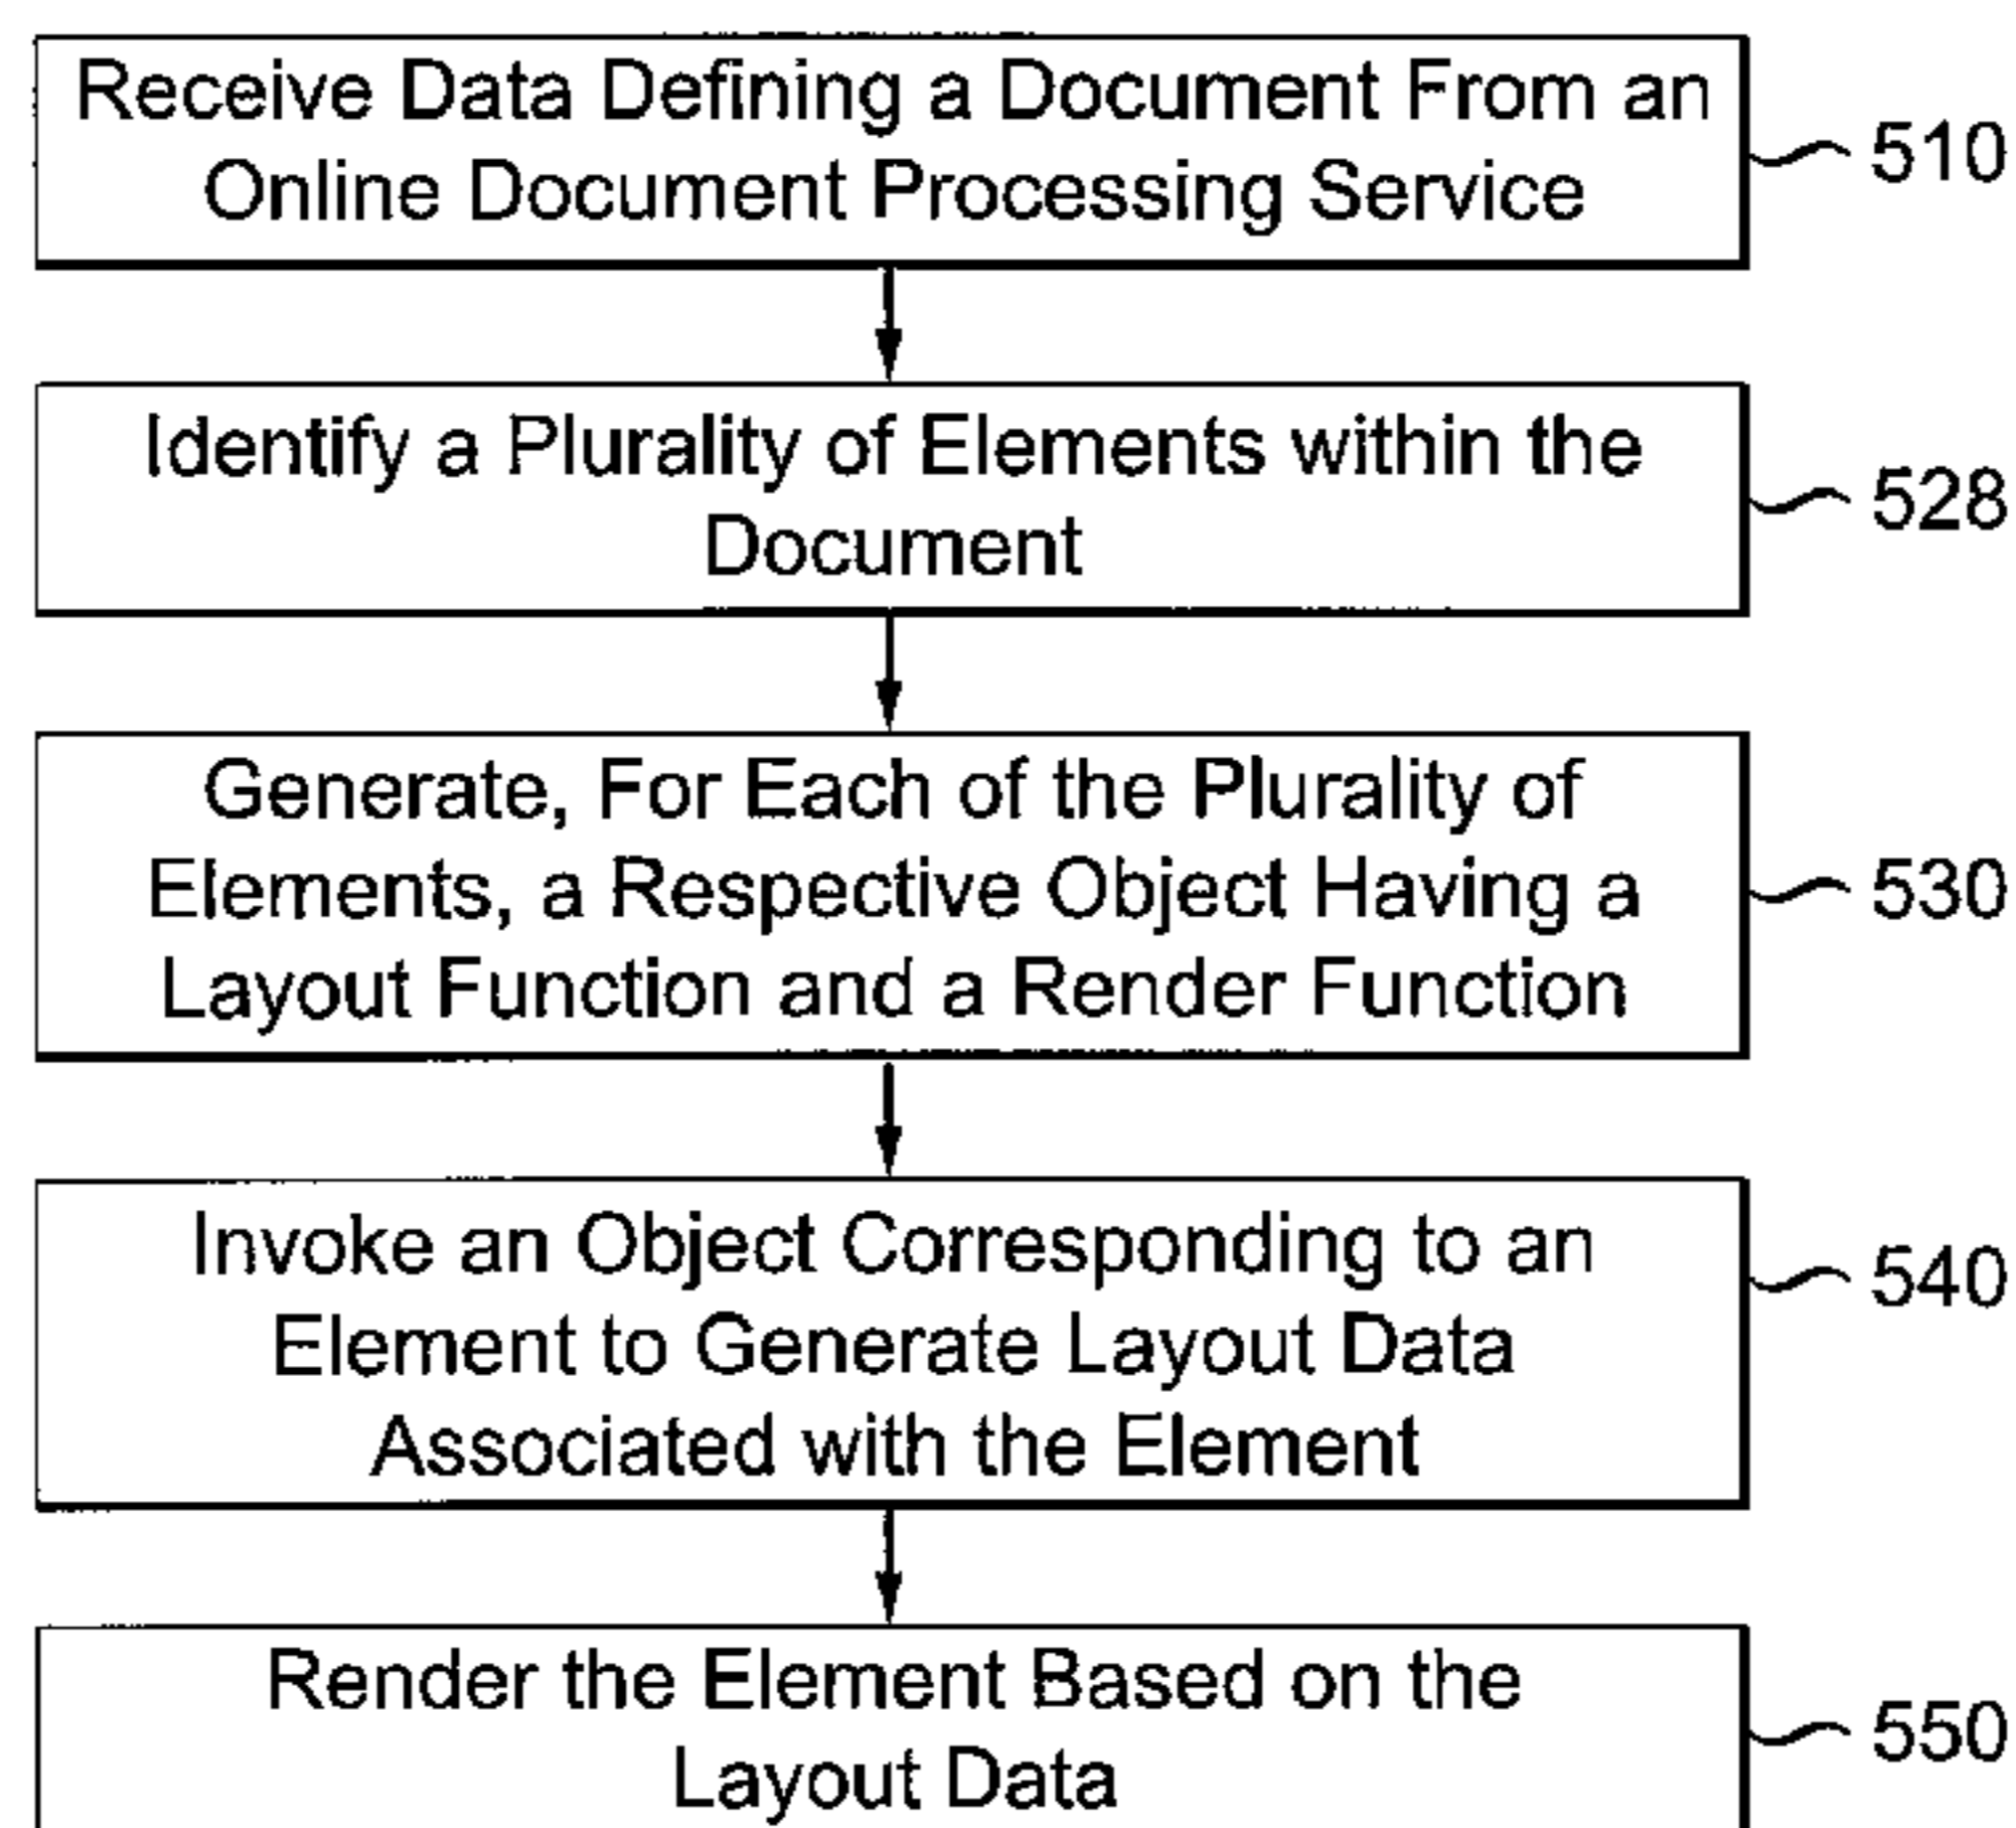 Receive Data Defining a Document From an
Online Document Processing Service
510
Identify a Plurality of Elements within the
Document
528
Generate, For Each of the Plurality of
Elements, a Respective Object Having a
Layout Function and a Render Function
530
Invoke an Object Corresponding to an
Element to Generate Layout Data
Associated with the Element
540
Render the Element Based on the
Layout Data
550